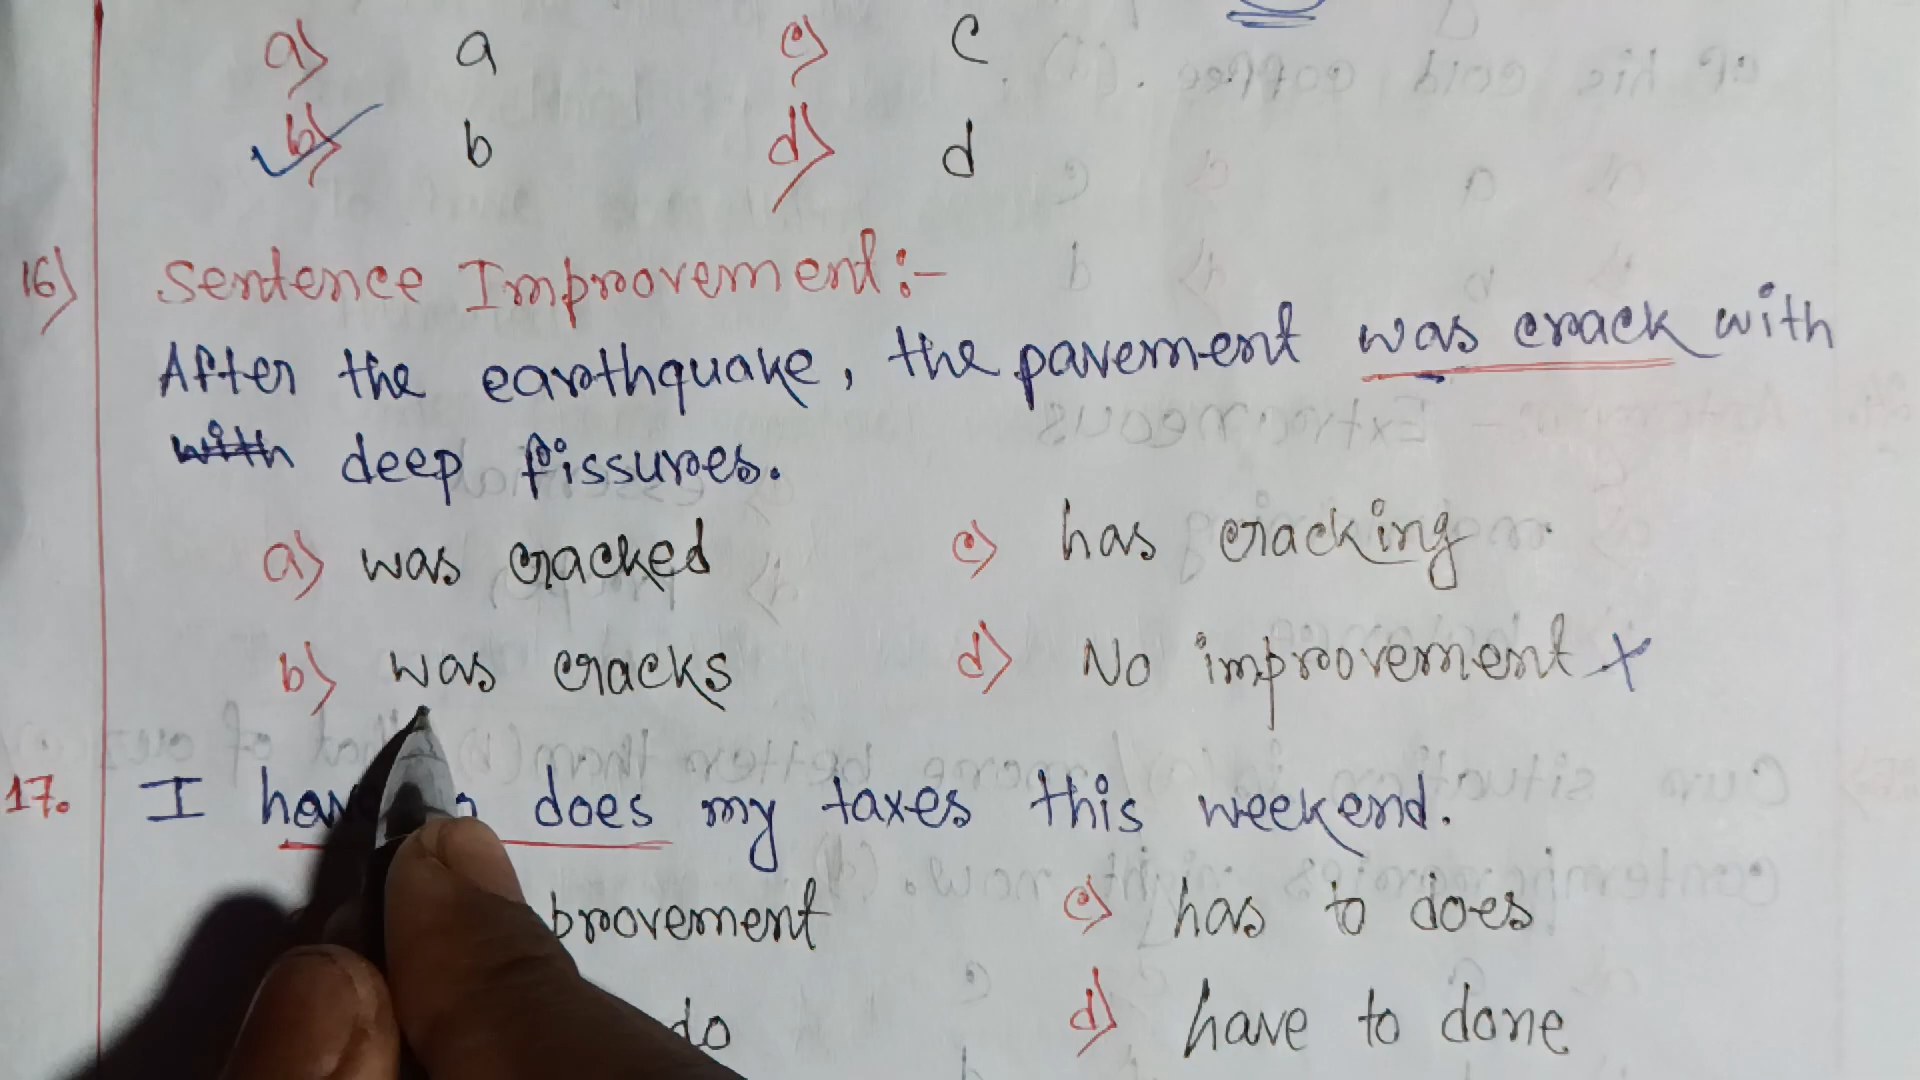 a) a c) c
b) b d) d
16) Sentence Improvement:-
After the earthquake, the pavement was crack with
with deep fissures.
a) was cracked c) has cracking
b) was cracks d) No improvement x
17. I does my taxes this weekend.
c) has to does
do d) have to done